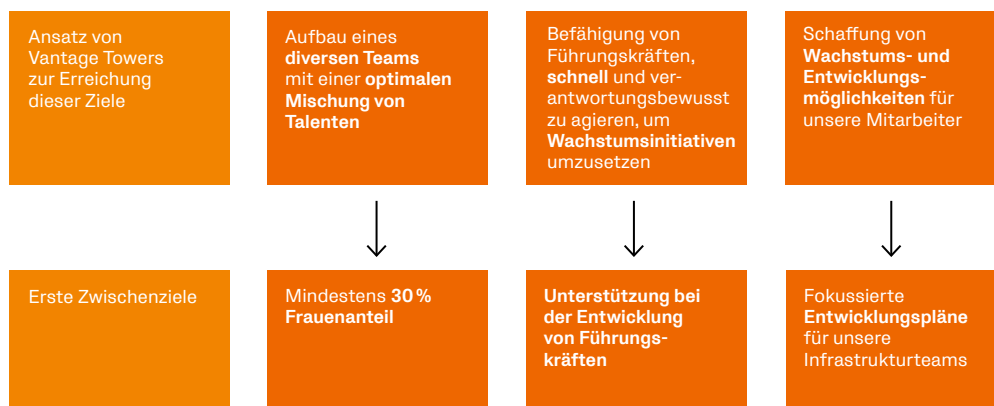 Ansatz von
Vantage Towers
zur Erreichung
dieser Ziele
Aufbau eines
diversen Teams
mit einer optimalen
Mischung von
Talenten
Befähigung von
Führungskräften,
schnell und ver-
antwortungsbewusst
zu agieren, um
Wachstumsinitiativen
umzusetzen
Schaffung von
Wachstums- und
Entwicklungs-
möglichkeiten für
unsere Mitarbeiter
Erste Zwischenziele
Mindestens 30 %
Frauenanteil
Unterstützung bei
der Entwicklung
von Führungs-
kräften
Fokussierte
Entwicklungspläne
für unsere
Infrastrukturteams